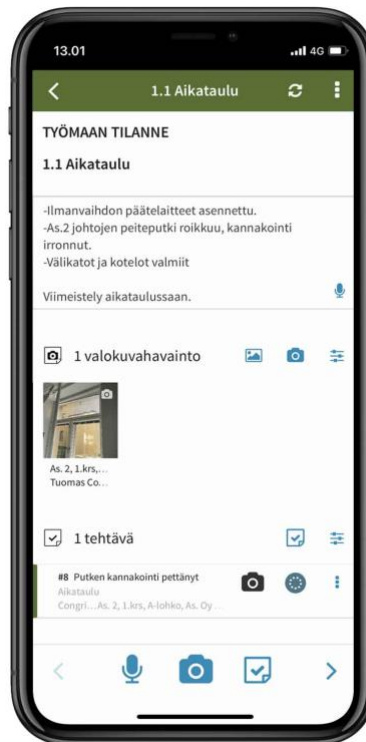 13.01
4G
1.1 Aikataulu
TYÖMAAN TILANNE
1.1 Aikataulu
-Ilmanvaihdon päätelaitteet asennettu.
-As.2 johtojen peiteputki roikkuu, kannakointi
irronnut.
-Välikatot ja kotelot valmiit
Viimeistely aikataulussaan.
1 valokuvahavainto
As. 2, 1.krs,...
Tuomas Co...
1 tehtävä
#8 Putken kannakointi pettänyt
Aikataulu
Congri...As. 2, 1.krs, A-lohko, As. Oy ...